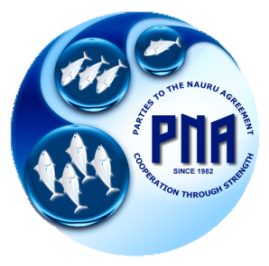 PARTIES TO THE NAURU AGREEMENT
PNA
SINCE 1982
COOPERATION THROUGH STRENGTH